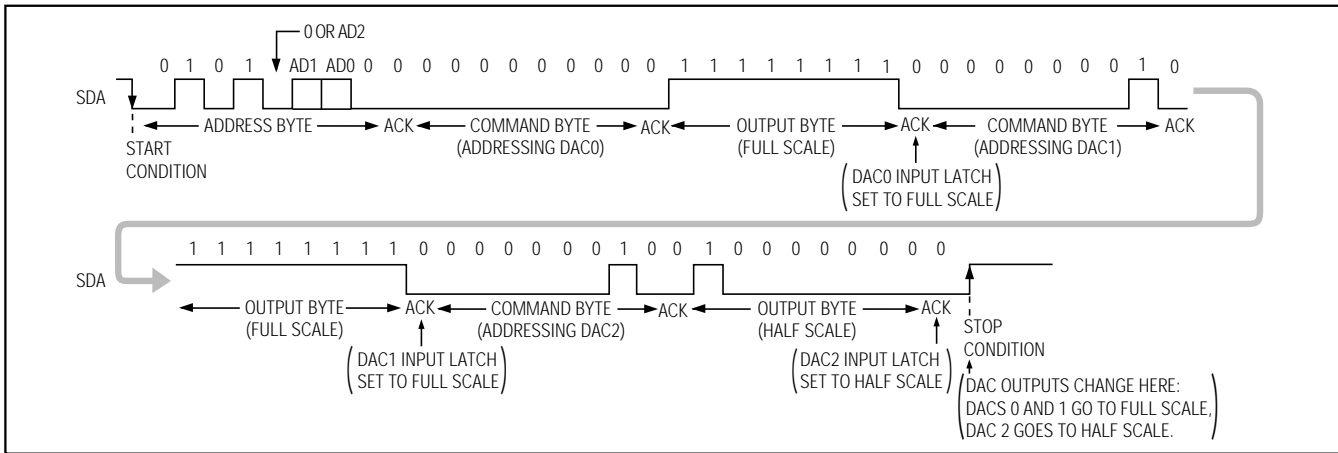 0 OR AD2
0 1 0 1 AD1 AD0 0 0 0 0 0 0 0 0 0 0 0 1 1 1 1 1 1 1 1 0 0 0 0 0 0 0 0 1 0
SDA
ADDRESS BYTE ACK COMMAND BYTE ACK OUTPUT BYTE ACK COMMAND BYTE ACK
(ADDRESSING DAC0) (FULL SCALE) (ADDRESSING DAC1)
START
CONDITION
(DAC0 INPUT LATCH
SET TO FULL SCALE)
1 1 1 1 1 1 1 1 0 0 0 0 0 0 0 1 0 0 1 0 0 0 0 0 0 0 0
SDA
OUTPUT BYTE ACK COMMAND BYTE ACK OUTPUT BYTE ACK
(FULL SCALE) (ADDRESSING DAC2) (HALF SCALE)
STOP
CONDITION
(DAC1 INPUT LATCH
SET TO FULL SCALE)
(DAC2 INPUT LATCH
SET TO HALF SCALE)
(DAC OUTPUTS CHANGE HERE:
DACS 0 AND 1 GO TO FULL SCALE,
DAC 2 GOES TO HALF SCALE.)